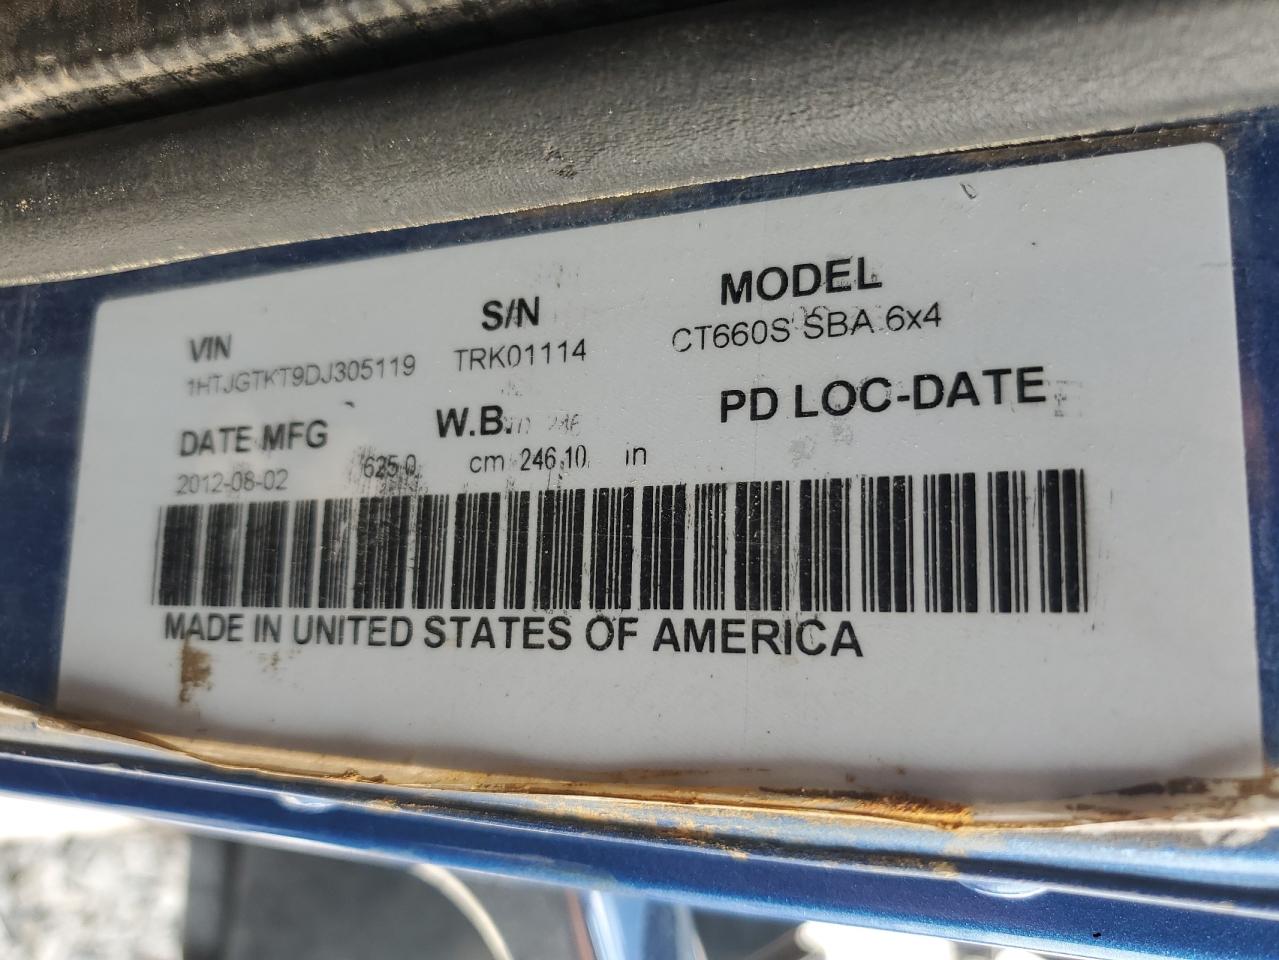 VIN S/N MODEL
1HTJGTKT9DJ305119 TRK01114 CT660S SBA 6x4
DATE MFG W.B. PD LOC-DATE
2012-08-02 625.0 cm 246.10 in
MADE IN UNITED STATES OF AMERICA